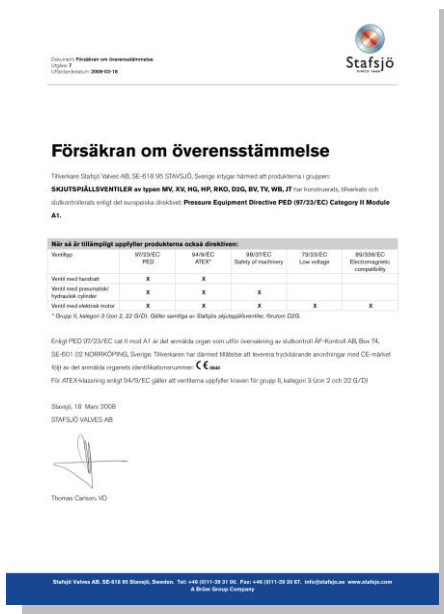 Dokument: Försäkran om överensstämmelse
Utgåva: 7
Utfärdandedatum: 2008-03-18
Stafsjö
SINCE 1666
Försäkran om överensstämmelse
Tillverkare Stafsjö Valves AB, SE-618 95 STAVSJÖ, Sverige intygar härmed att produkterna i gruppen:
SKJUTSPJÄLLSVENTILER av typen MV, XV, HG, HP, RKO, D2G, BV, TV, WB, JT har konstruerats, tillverkats och
slutkontrollerats enligt det europeiska direktivet: Pressure Equipment Directive PED (97/23/EC) Category II Module
A1.
När så är tillämpligt uppfyller produkterna också direktiven:
Ventiltyp 97/23/EC 94/9/EC 98/37/EC 73/23/EC 89/336/EC
PED ATEX* Safety of machinery Low voltage Electromagnetic
compatibility
Ventil med handratt X X
Ventil med pneumatisk/
hydraulisk cylinder X X X
Ventil med elektrisk motor X X X X X
* Grupp II, kategori 3 (zon 2, 22 G/D). Gäller samtliga av Stafsjös skjutspjällsventiler, förutom D2G.
Enligt PED 97/23/EC cat II mod A1 är det anmälda organ som utför övervakning av slutkontroll ÅF-Kontroll AB, Box 74,
SE-601 02 NORRKÖPING, Sverige. Tillverkaren har därmed tillåtelse att leverera tryckbärande anordningar med CE-märket
följt av det anmälda organets identifikationsnummer: CE
För ATEX-klassning enligt 94/9/EC gäller att ventilerna uppfyller kraven för grupp II, kategori 3 (zon 2 och 22 G/D)
Stavsjö, 18 Mars 2008
STAFSJÖ VALVES AB
Thomas Carlson, VD
Stafsjö Valves AB, SE-618 95 Stavsjö, Sweden. Tel: +46 (0)11-39 31 00. Fax: +46 (0)11-39 30 67. info@stafsjo.se www.stafsjo.com
A Bröer Group Company